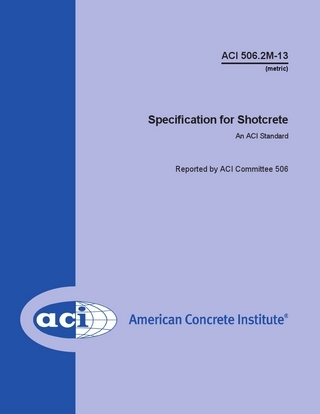 ACI 506.2M-13
(metric)
Specification for Shotcrete
An ACI Standard
Reported by ACI Committee 506
aci
American Concrete Institute®